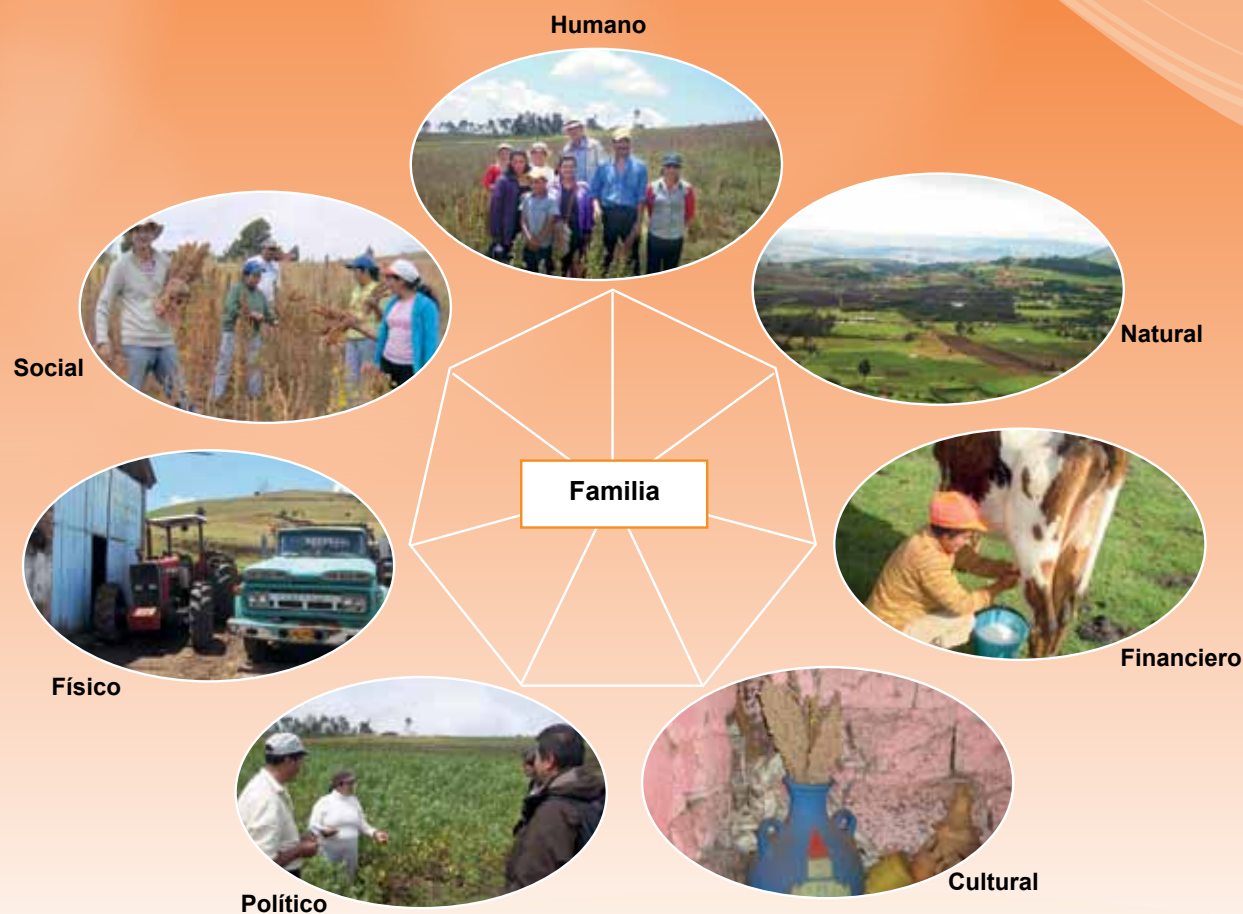 Humano
Natural
Social
Familia
Financiero
Físico
Cultural
Político